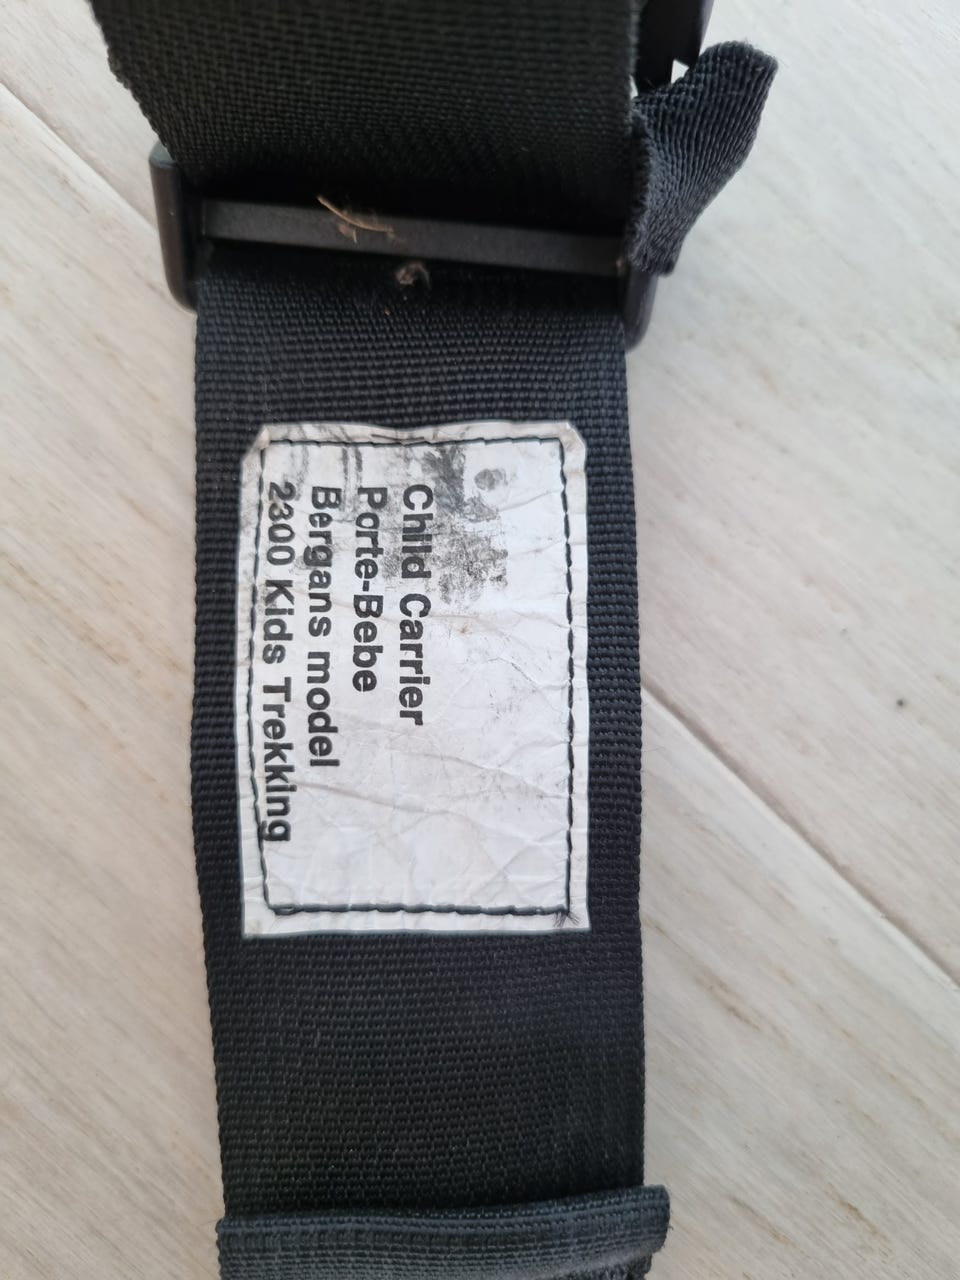 Child Carrier
Porte-Bebe
Bergans model
2300 Kids Trekking